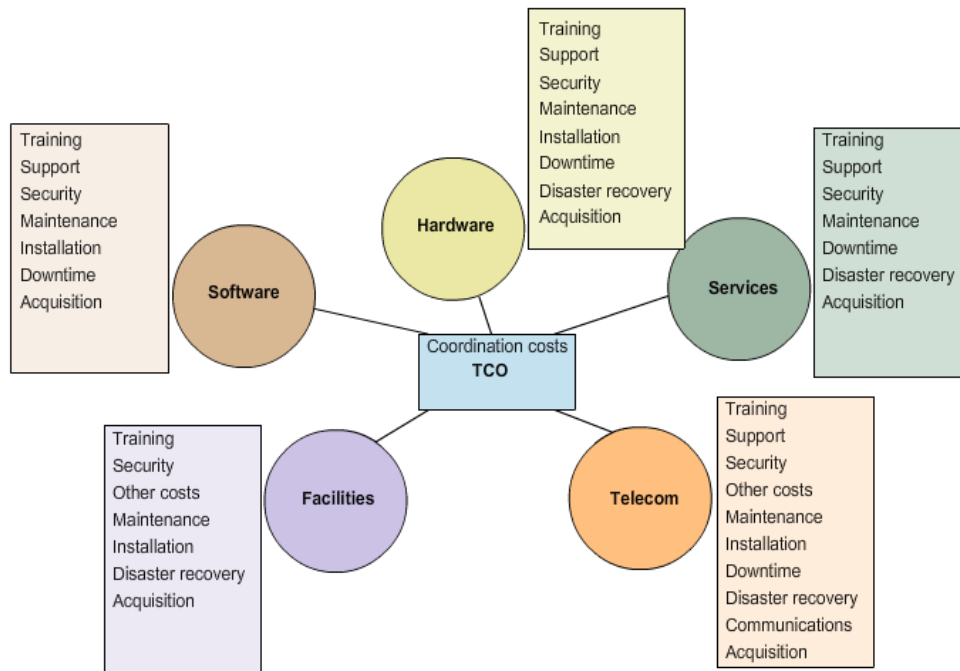 Training
Support
Security
Maintenance
Installation
Downtime
Disaster recovery
Acquisition
Hardware
Training
Support
Security
Maintenance
Installation
Downtime
Acquisition
Software
Training
Support
Security
Maintenance
Downtime
Disaster recovery
Acquisition
Services
Coordination costs
TCO
Training
Security
Other costs
Maintenance
Installation
Disaster recovery
Acquisition
Facilities
Training
Support
Security
Other costs
Maintenance
Installation
Downtime
Disaster recovery
Communications
Acquisition
Telecom